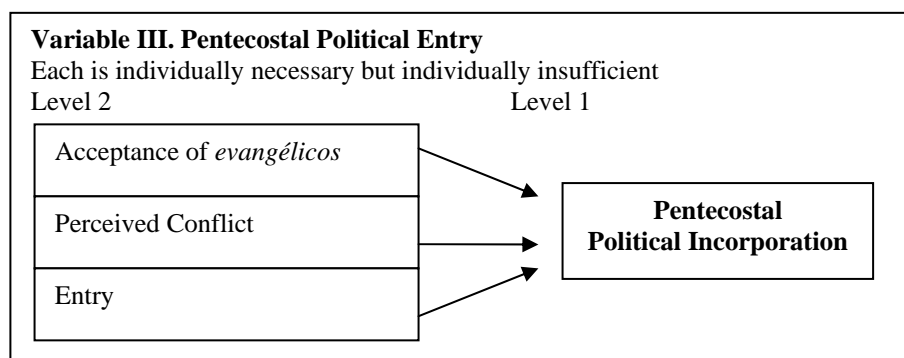 Variable III. Pentecostal Political Entry
Each is individually necessary but individually insufficient
Level 2 Level 1
Acceptance of evangélicos
Perceived Conflict
Entry
Pentecostal
Political Incorporation